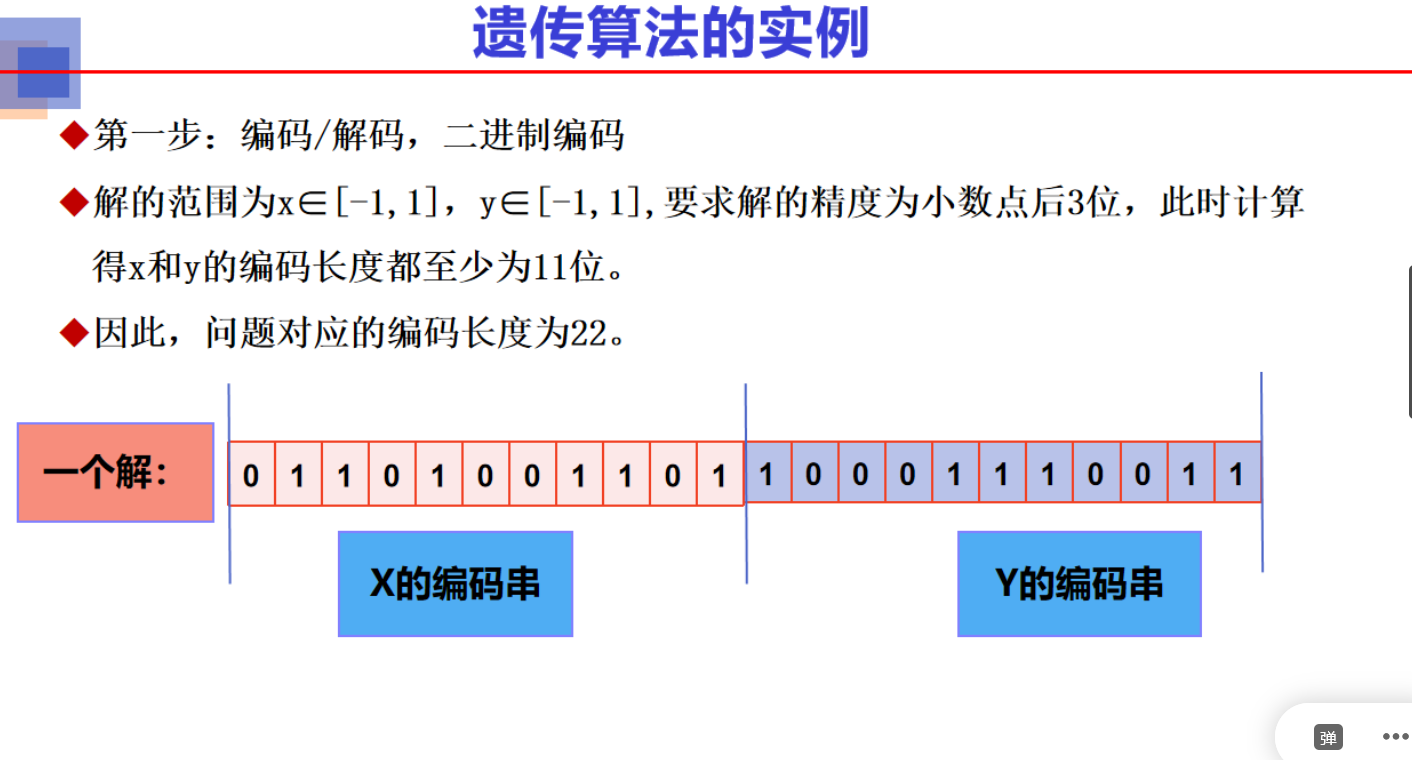 遗传算法的实例
◆第一步：编码/解码，二进制编码
◆解的范围为x∈[-1,1]，y∈[-1,1],要求解的精度为小数点后3位，此时计算
得x和y的编码长度都至少为11位。
◆因此，问题对应的编码长度为22。
一个解： 0 1 1 0 1 0 0 1 1 0 1 1 0 0 0 1 1 1 0 0 1 1
X的编码串 Y的编码串
弹